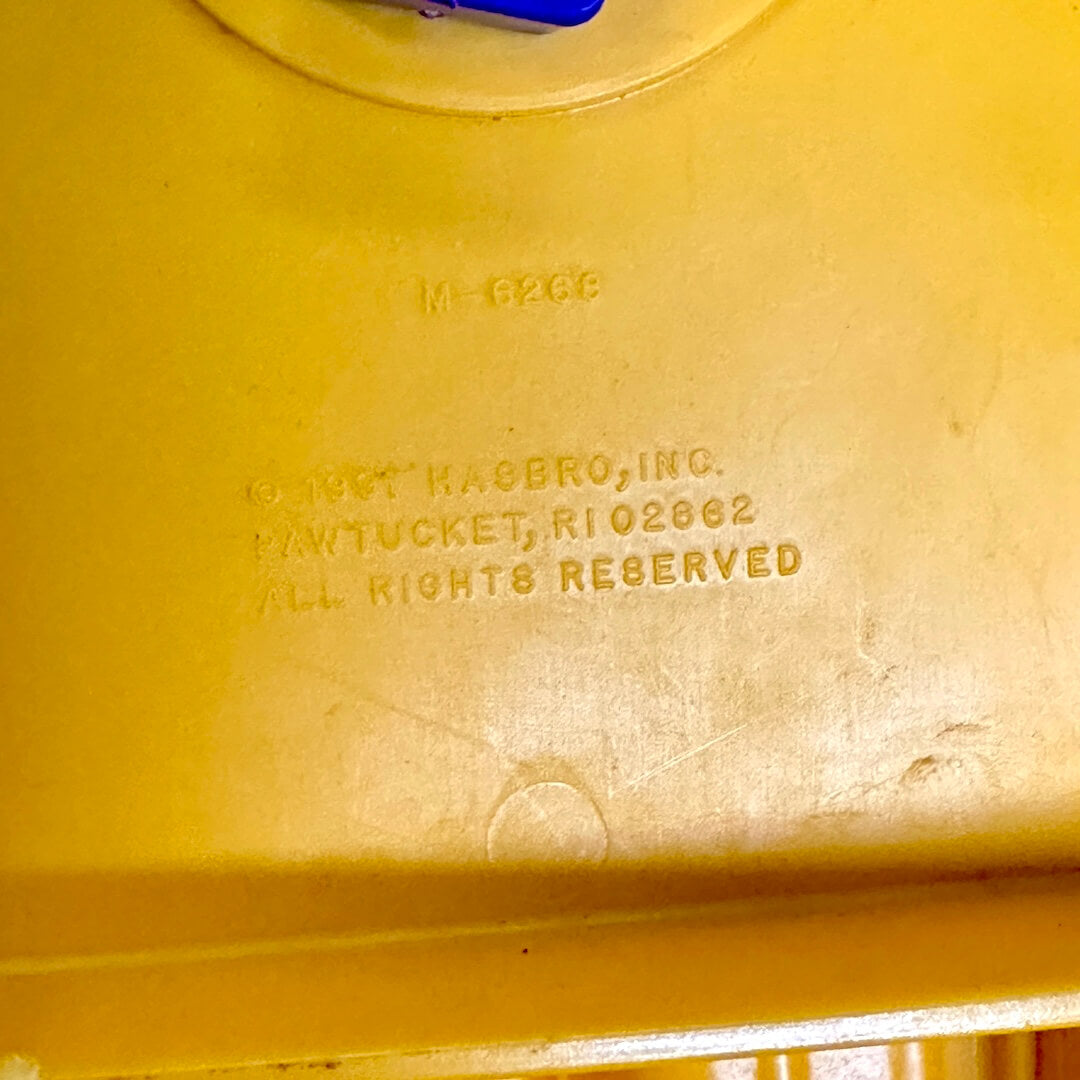 © HASBRO, INC.
PAWTUCKET, RI 02862
ALL RIGHTS RESERVED